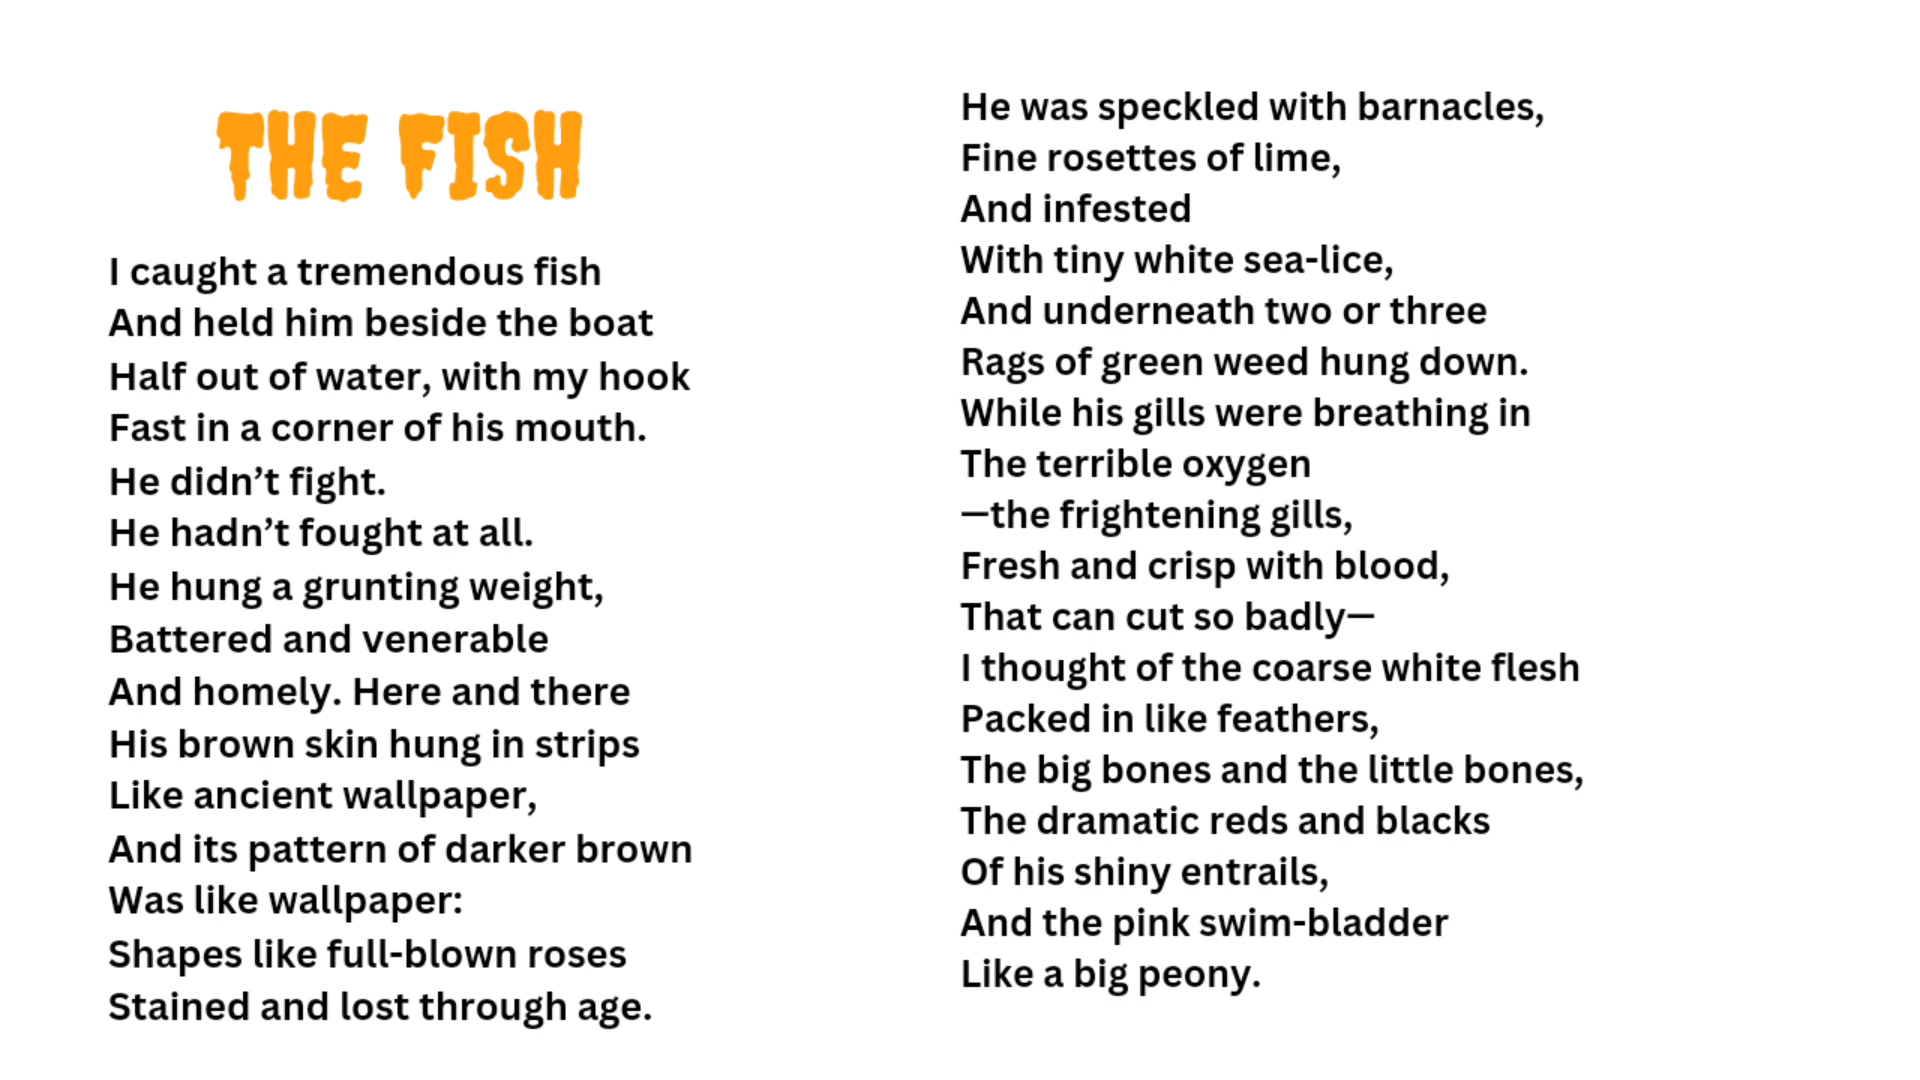 THE FISH
I caught a tremendous fish
And held him beside the boat
Half out of water, with my hook
Fast in a corner of his mouth.
He didn’t fight.
He hadn’t fought at all.
He hung a grunting weight,
Battered and venerable
And homely. Here and there
His brown skin hung in strips
Like ancient wallpaper,
And its pattern of darker brown
Was like wallpaper:
Shapes like full-blown roses
Stained and lost through age.
He was speckled with barnacles,
Fine rosettes of lime,
And infested
With tiny white sea-lice,
And underneath two or three
Rags of green weed hung down.
While his gills were breathing in
The terrible oxygen
—the frightening gills,
Fresh and crisp with blood,
That can cut so badly—
I thought of the coarse white flesh
Packed in like feathers,
The big bones and the little bones,
The dramatic reds and blacks
Of his shiny entrails,
And the pink swim-bladder
Like a big peony.